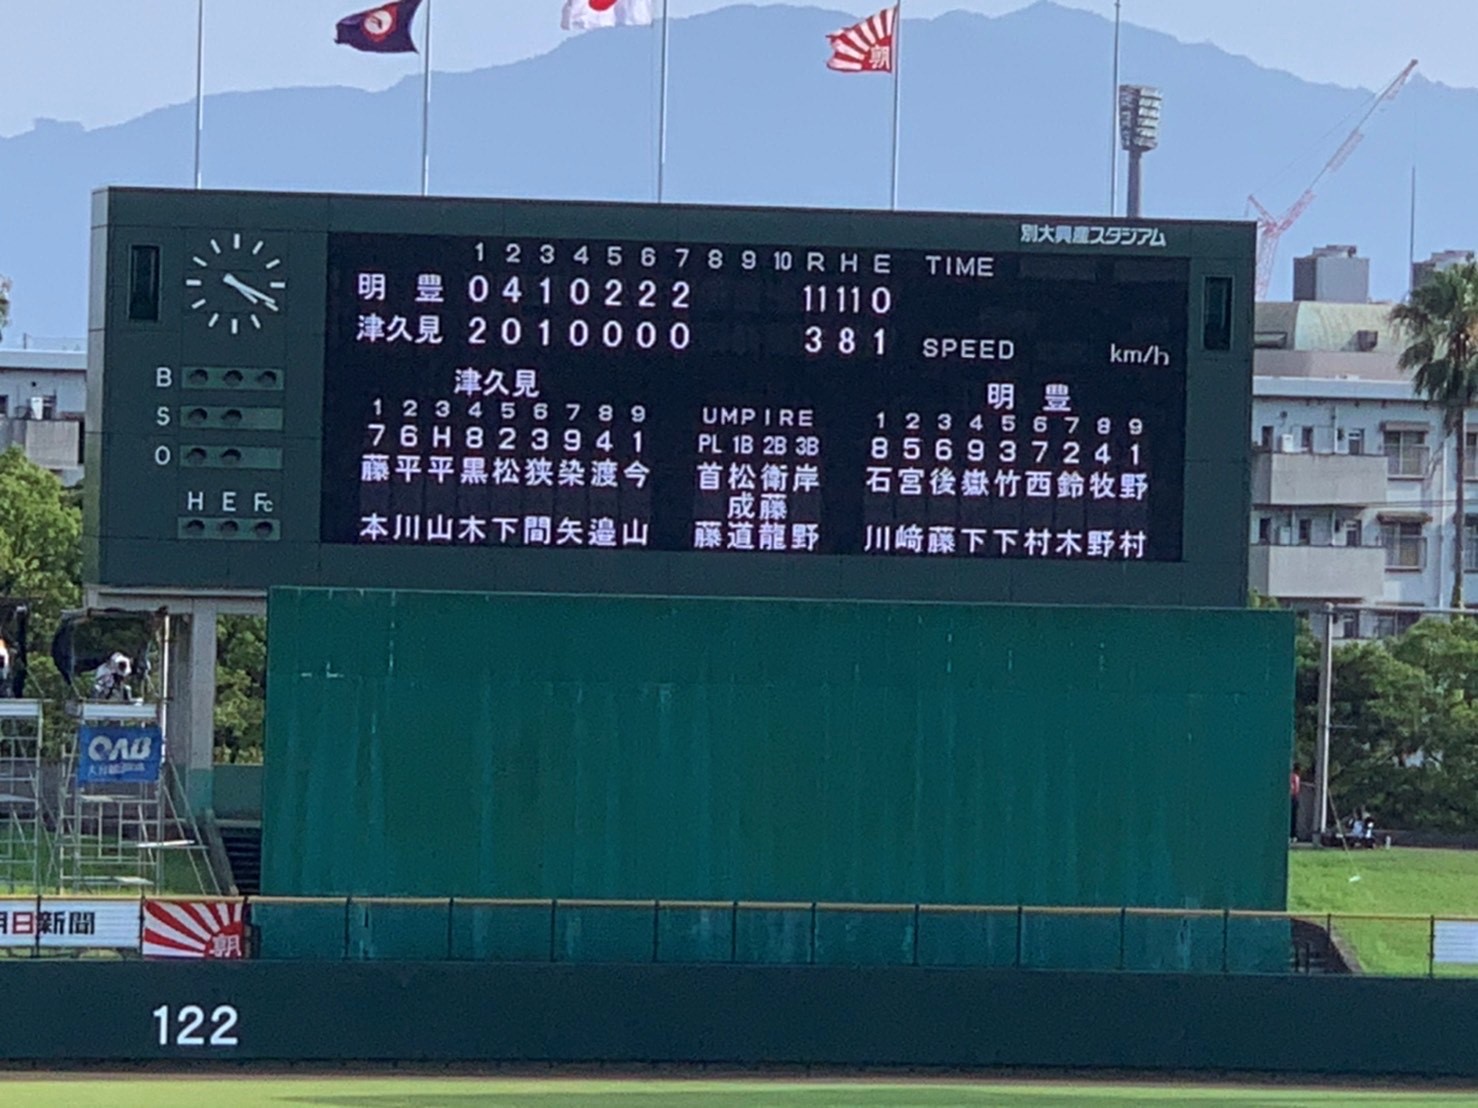 朝
別大興産スタジアム
1 2 3 4 5 6 7 8 9 10 R H E TIME
明 豊 0 4 1 0 2 2 2 11 11 0
津久見 2 0 1 0 0 0 0 3 8 1 SPEED km/h
津久見
1 2 3 4 5 6 7 8 9
7 6 H 8 2 3 9 4 1
藤 平 平 黒 松 狭 染 渡 今
本 川 山 木 下 間 矢 邉 山
UMPIRE
PL 1B 2B 3B
首 松 衛 岸
成 藤
藤 道 龍 野
明 豊
1 2 3 4 5 6 7 8 9
8 5 6 9 3 7 2 4 1
石 宮 後 嶽 竹 西 鈴 牧 野
川 﨑 藤 下 下 村 木 野 村
B
S
O
H E Fc
OAB
日新聞
朝
122